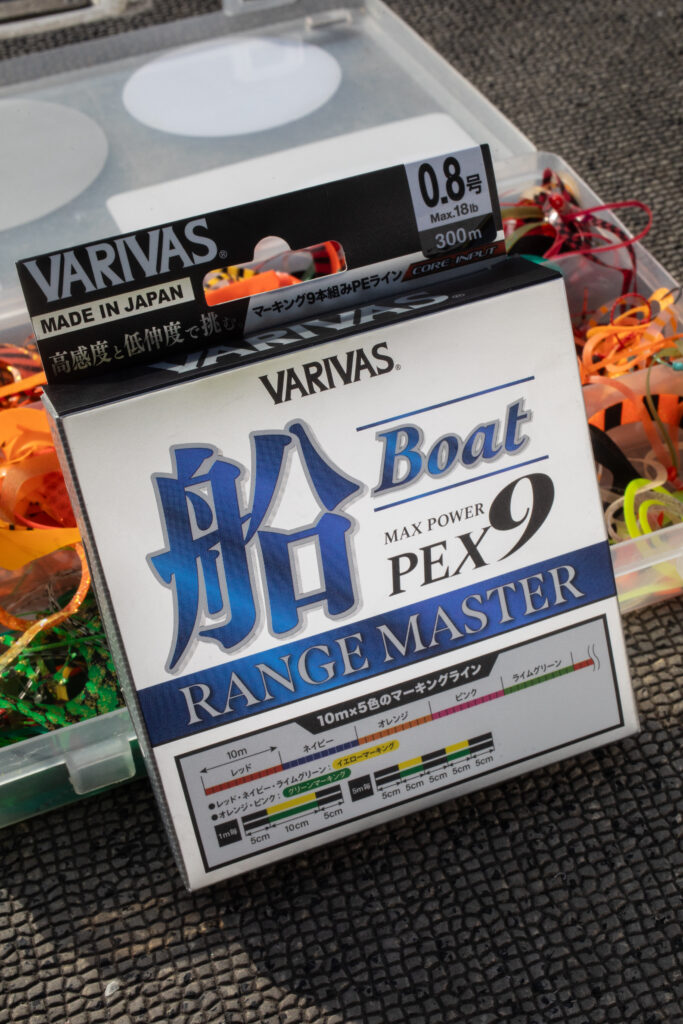 0.8号
Max.18lb
300m
VARIVAS®
MADE IN JAPAN
マーキング9本組みPEライン CORE INPUT
高感度と低伸度で挑む
VARIVAS®
VARIVAS®
船 Boat
MAX POWER
PEX9
RANGE MASTER
10m×5色のマーキングライン
10m
レッド ネイビー オレンジ ピンク ライムグリーン
●レッド・ネイビー・ライムグリーン：イエローマーキング
●オレンジ・ピンク：グリーンマーキング
1m毎 5cm 10cm 5cm
5m毎 5cm 5cm 5cm 5cm 5cm